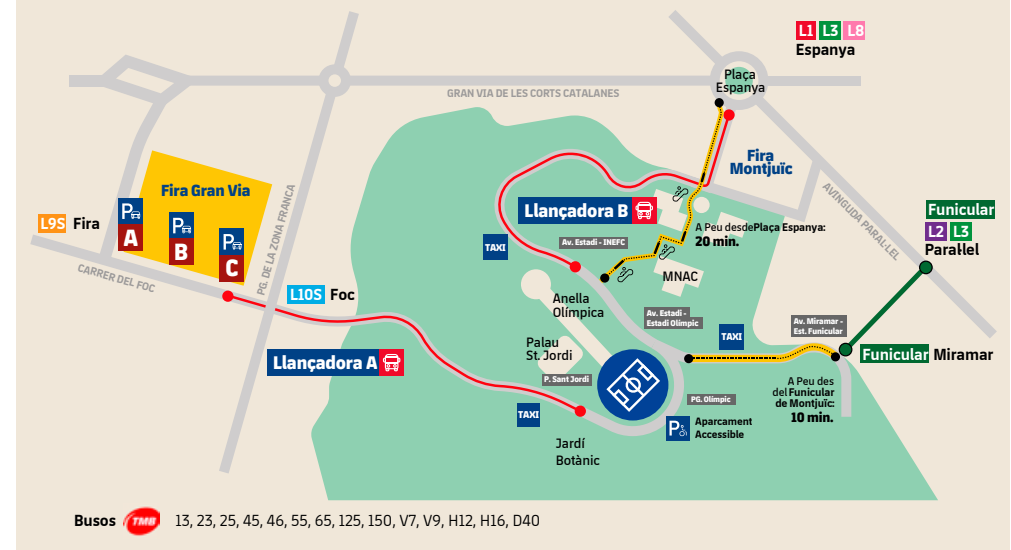 L1 L3 L8
Espanya
Plaça
Espanya
GRAN VIA DE LES CORTS CATALANES
Fira
Montjuïc
Fira Gran Via
AVINGUDA PARAL·LEL
PG. DE LA ZONA FRANCA
P
A
P
B
P
C
L9S Fira
CARRER DEL FOC
Llançadora B
TAXI
Av. Estadi - INEFC
A Peu desdePlaça Espanya:
20 min.
MNAC
Funicular
L2 L3
Paral·lel
L10S Foc
Anella
Olímpica
Av. Estadi -
Estadi Olímpic
TAXI
Av. Miramar -
Est. Funicular
Funicular Miramar
Palau
St. Jordi
Llançadora A
P. Sant Jordi
A Peu des
del Funicular
de Montjuïc:
10 min.
PG. Olímpic
TAXI
P
Aparcament
Accessible
Jardí
Botànic
Busos TMB 13, 23, 25, 45, 46, 55, 65, 125, 150, V7, V9, H12, H16, D40